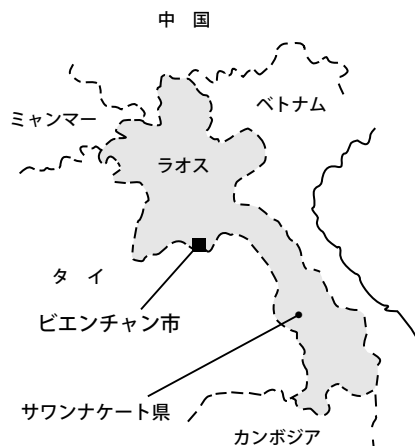 中　国
ベトナム
ミャンマー
ラオス
タ　イ
ビエンチャン市
サワンナケート県
カンボジア